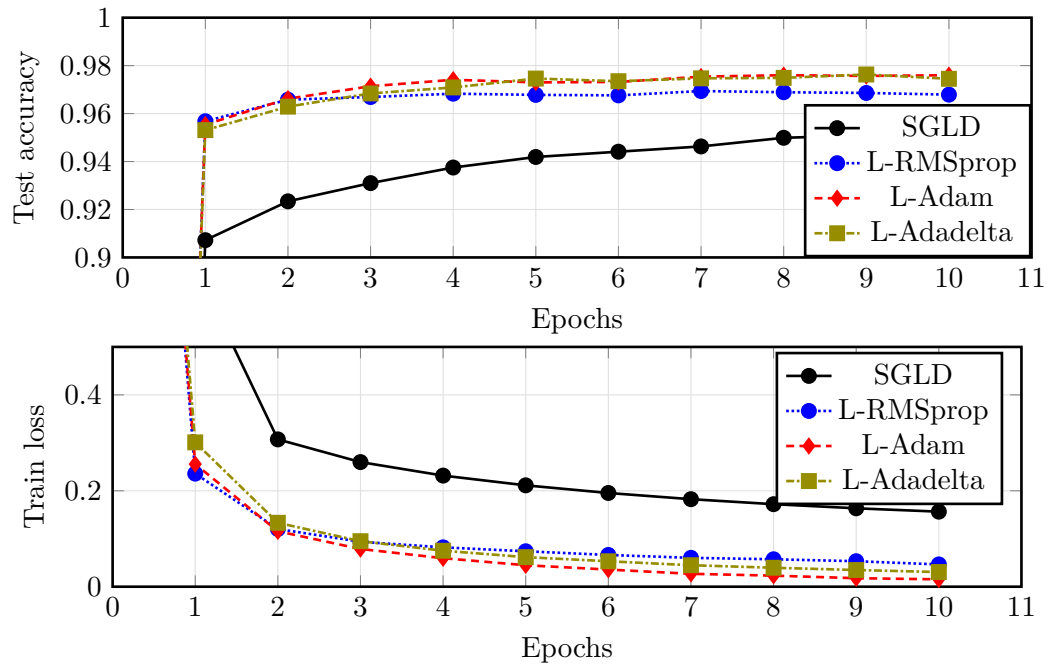 1
0.98
0.96
0.94
0.92
0.9
Test accuracy
SGLD
L-RMSprop
L-Adam
L-Adadelta
0 1 2 3 4 5 6 7 8 9 10 11
Epochs
0.4
0.2
0
Train loss
SGLD
L-RMSprop
L-Adam
L-Adadelta
0 1 2 3 4 5 6 7 8 9 10 11
Epochs